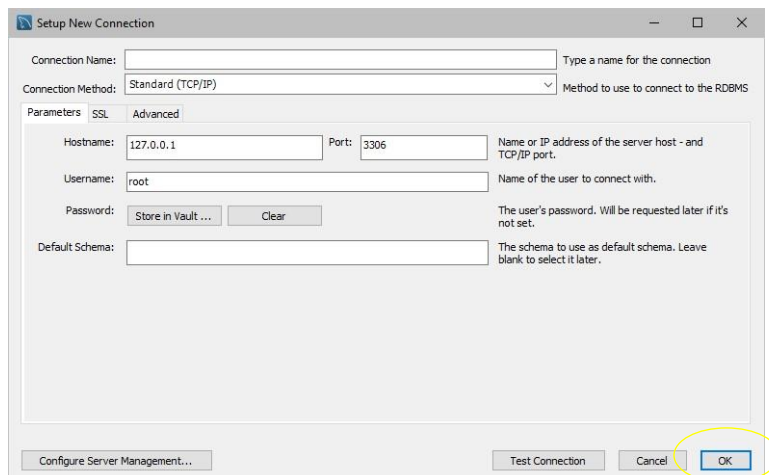 Setup New Connection
Connection Name: Type a name for the connection
Connection Method: Standard (TCP/IP) Method to use to connect to the RDBMS
Parameters SSL Advanced
Hostname: 127.0.0.1 Port: 3306 Name or IP address of the server host - and
TCP/IP port.
Username: root Name of the user to connect with.
Password: Store in Vault ... Clear The user's password. Will be requested later if it's
not set.
Default Schema: The schema to use as default schema. Leave
blank to select it later.
Configure Server Management... Test Connection Cancel OK